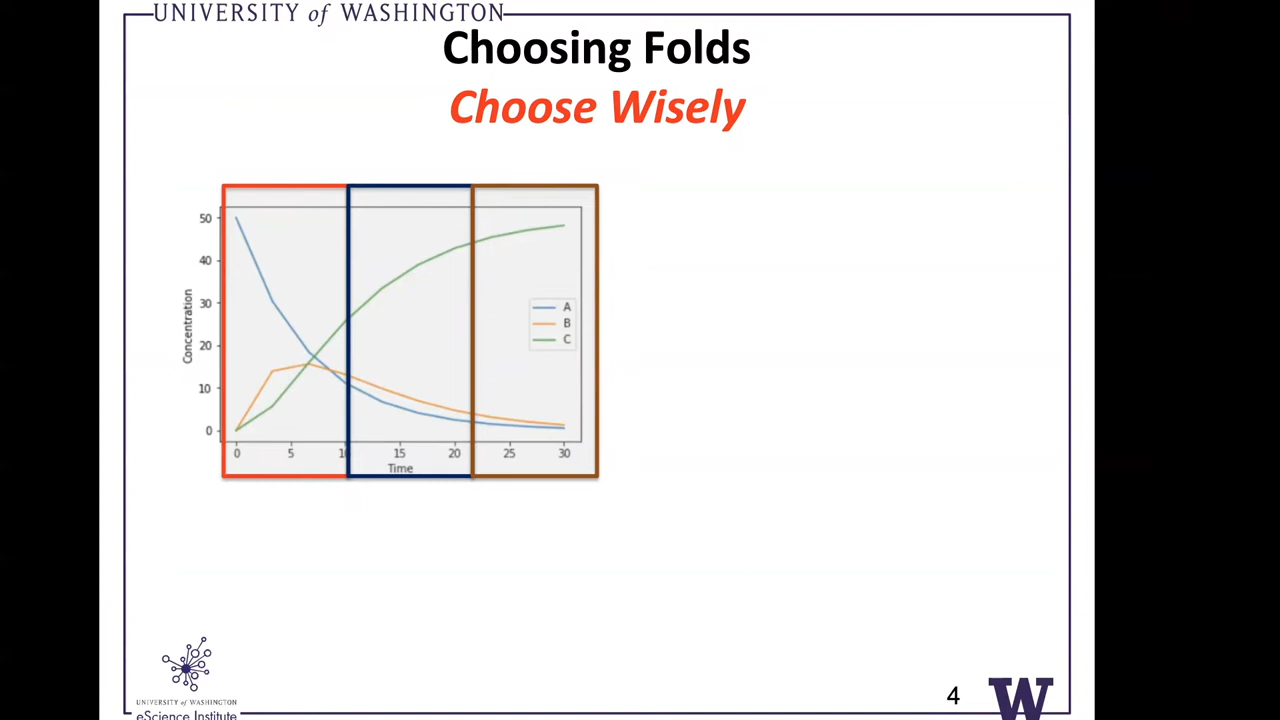 UNIVERSITY of WASHINGTON
Choosing Folds
Choose Wisely
50
40
30
20
10
0
Concentration
A
B
C
0 5 10 15 20 25 30
Time
UNIVERSITY of WASHINGTON
eScience Institute
4
W